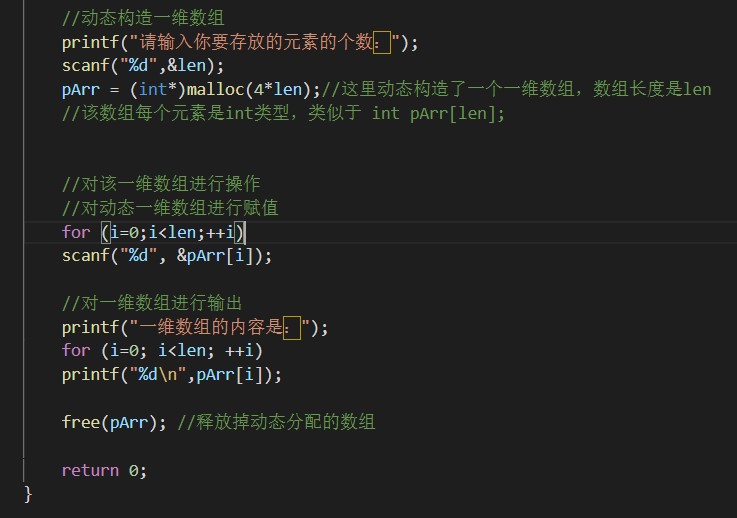 //动态构造一维数组
printf("请输入你要存放的元素的个数：");
scanf("%d",&len);
pArr = (int*)malloc(4*len);//这里动态构造了一个一维数组，数组长度是len
//该数组每个元素是int类型，类似于 int pArr[len];
//对该一维数组进行操作
//对动态一维数组进行赋值
for (i=0;i<len;++i)
scanf("%d", &pArr[i]);
//对一维数组进行输出
printf("一维数组的内容是：");
for (i=0; i<len; ++i)
printf("%d\n",pArr[i]);
free(pArr); //释放掉动态分配的数组
return 0;
}